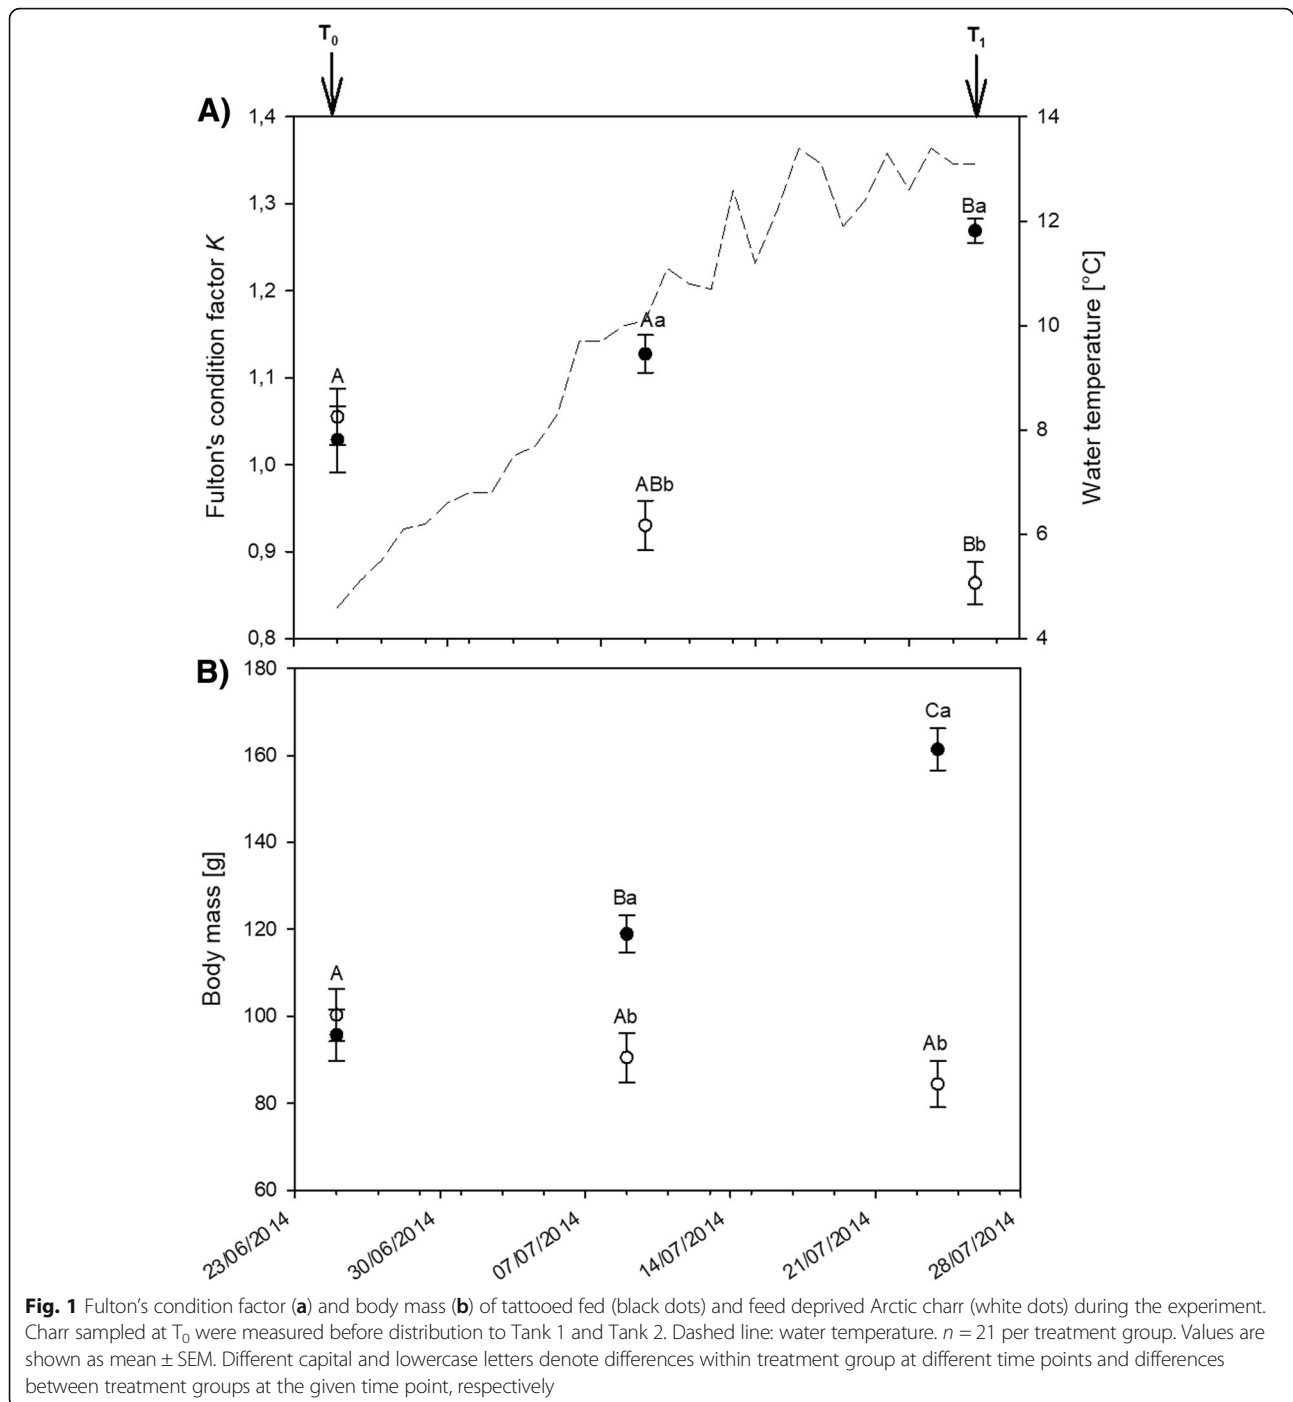 T0 T1
A)
1,4 14
1,3
Ba
12
1,2
Aa 10
1,1
A
8
1,0
ABb
6
0,9
Bb
0,8 4
Fulton's condition factor K
Water temperature [°C]
B)
180
Ca
160
140
Ba
120
A
100 Ab
Ab
80
60
Body mass [g]
23/06/2014 30/06/2014 07/07/2014 14/07/2014 21/07/2014 28/07/2014
Fig. 1 Fulton's condition factor (a) and body mass (b) of tattooed fed (black dots) and feed deprived Arctic charr (white dots) during the experiment.
Charr sampled at T0 were measured before distribution to Tank 1 and Tank 2. Dashed line: water temperature. n = 21 per treatment group. Values are
shown as mean ± SEM. Different capital and lowercase letters denote differences within treatment group at different time points and differences
between treatment groups at the given time point, respectively